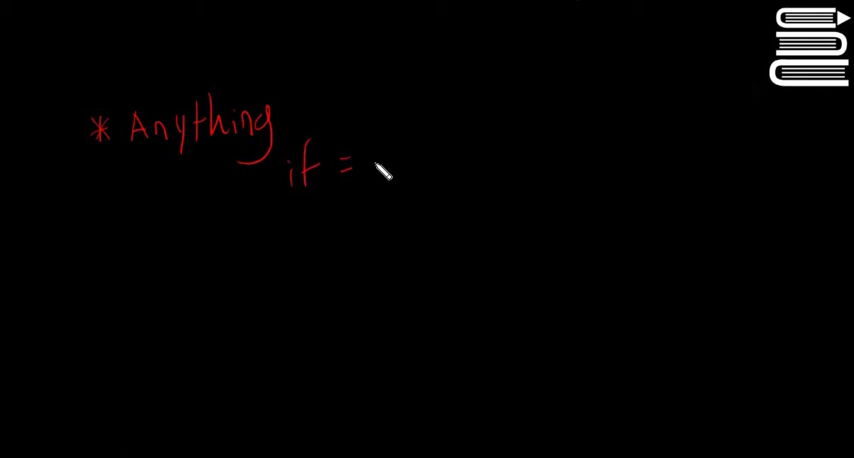 * Anything
if =